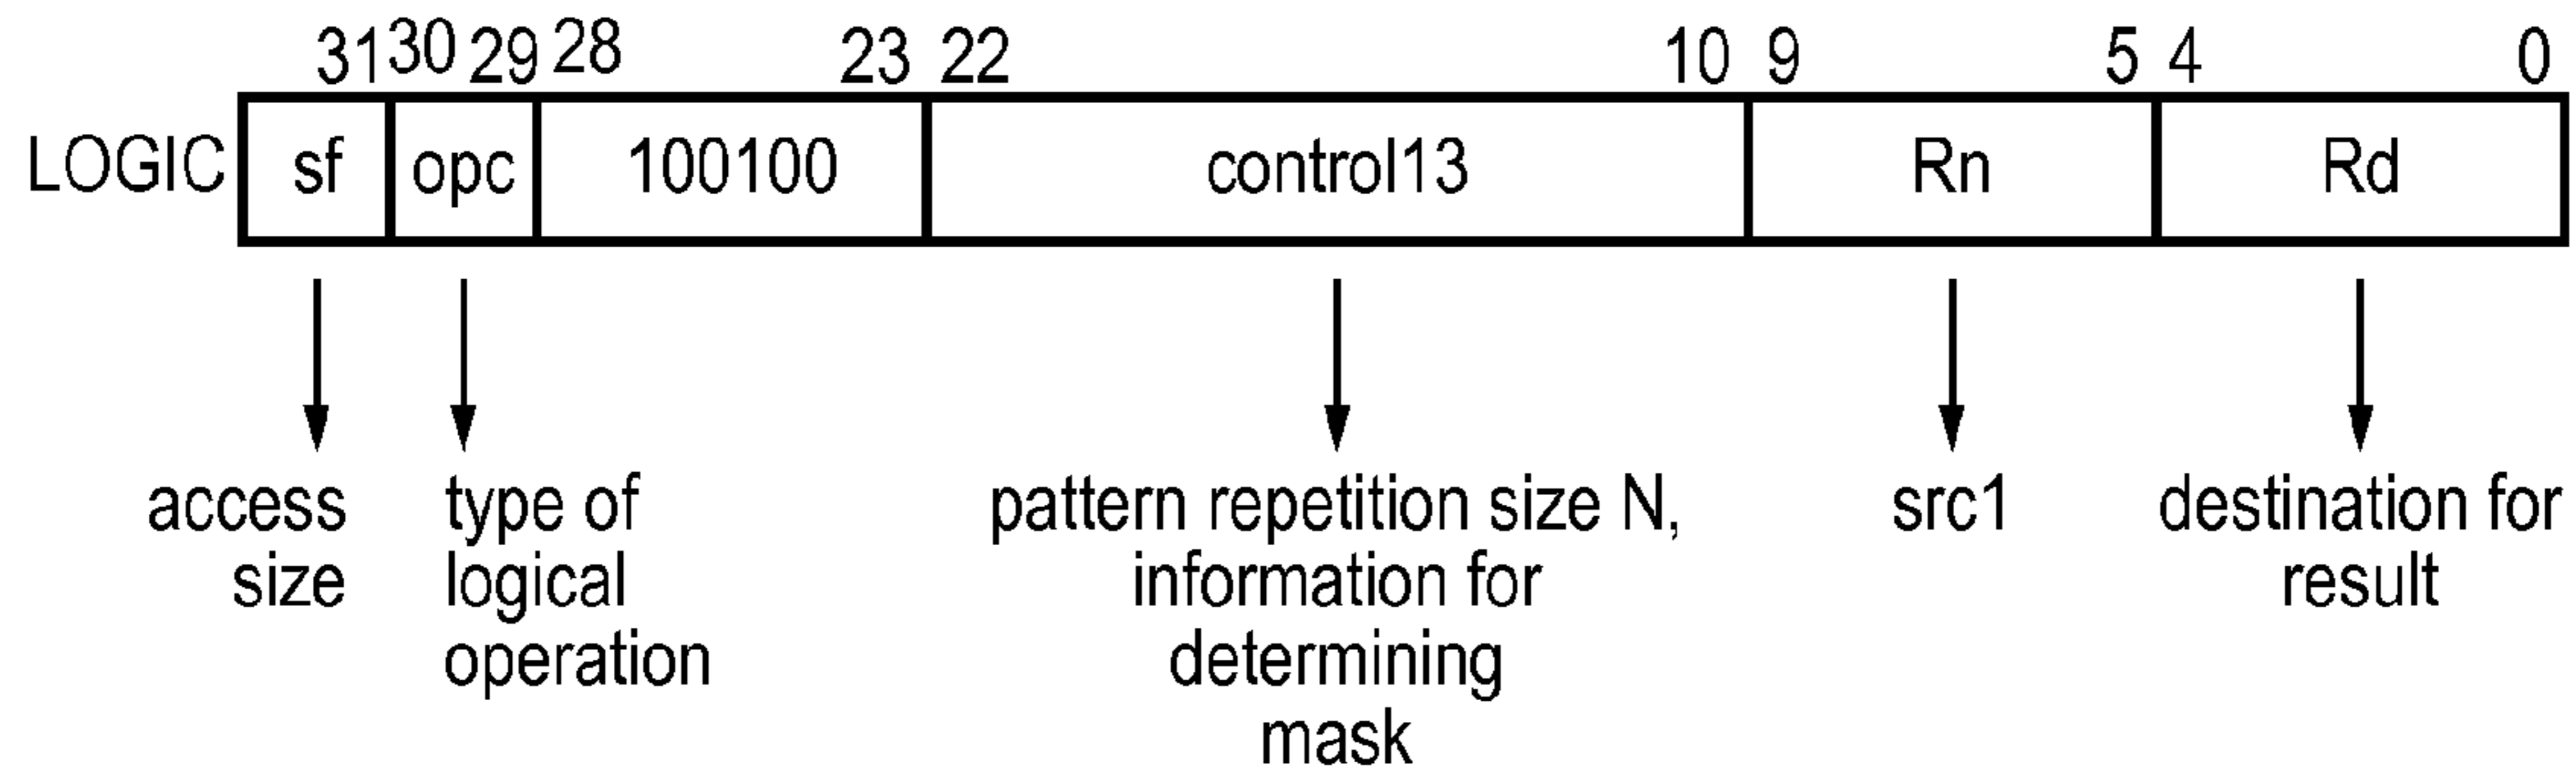 31 30 29 28 23 22 10 9 5 4 0
LOGIC sf opc 100100 control13 Rn Rd
access
size
type of
logical
operation
pattern repetition size N,
information for
determining
mask
src1
destination for
result